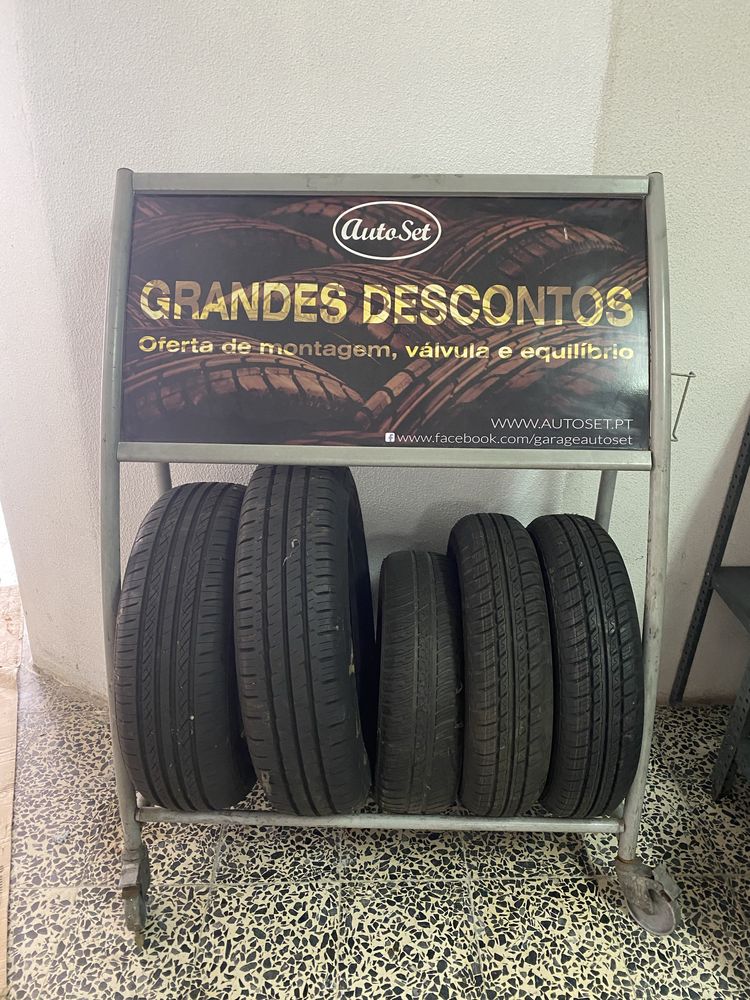 AutoSet
GRANDES DESCONTOS
Oferta de montagem, válvula e equilíbrio
WWW.AUTOSET.PT
www.facebook.com/garageautoset